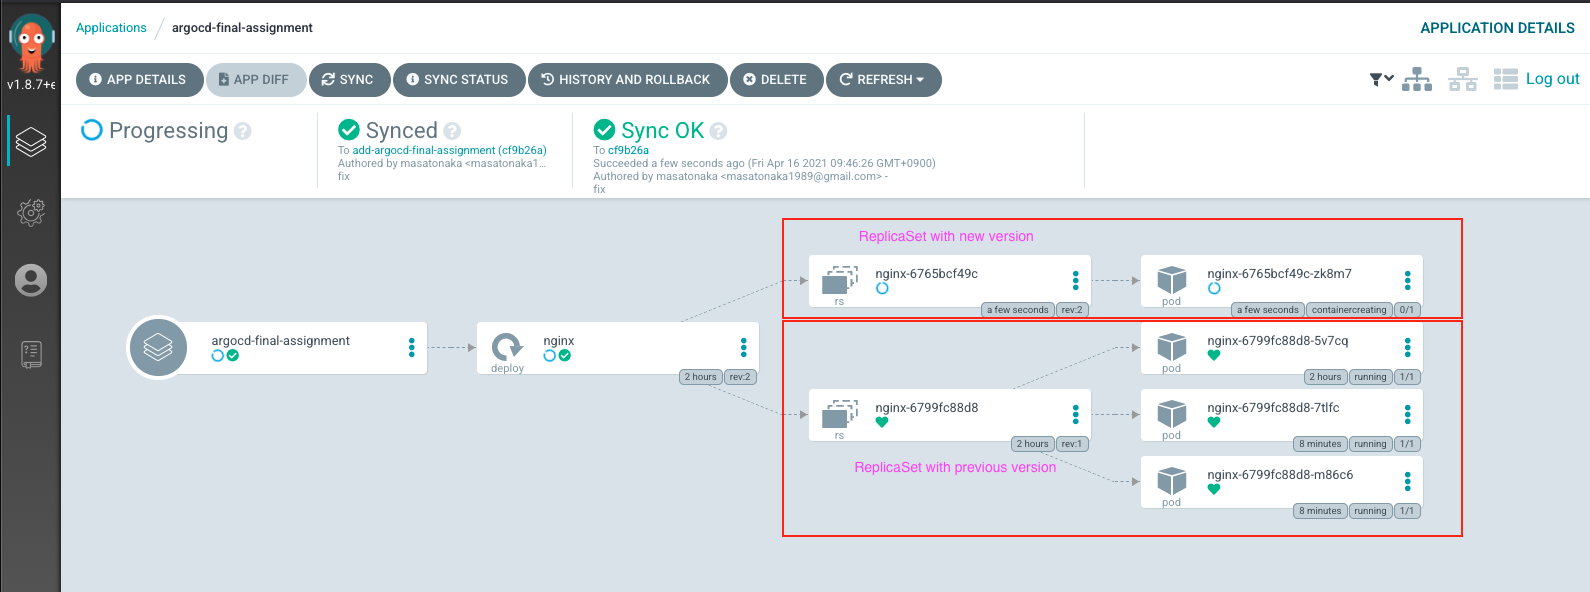 Applications / argocd-final-assignment
APPLICATION DETAILS
v1.8.7+e
APP DETAILS
APP DIFF
SYNC
SYNC STATUS
HISTORY AND ROLLBACK
DELETE
REFRESH
Log out
Progressing
Synced
To add-argocd-final-assignment (cf9b26a)
Authored by masatonaka <masatonaka1...
fix
Sync OK
To cf9b26a
Succeeded a few seconds ago (Fri Apr 16 2021 09:46:26 GMT+0900)
Authored by masatonaka <masatonaka1989@gmail.com> -
fix
argocd-final-assignment
nginx
deploy
2 hours
rev:2
ReplicaSet with new version
nginx-6765bcf49c
rs
a few seconds
rev:2
nginx-6765bcf49c-zk8m7
pod
a few seconds
containercreating
0/1
nginx-6799fc88d8
rs
2 hours
rev:1
ReplicaSet with previous version
nginx-6799fc88d8-5v7cq
pod
2 hours
running
1/1
nginx-6799fc88d8-7tlfc
pod
8 minutes
running
1/1
nginx-6799fc88d8-m86c6
pod
8 minutes
running
1/1